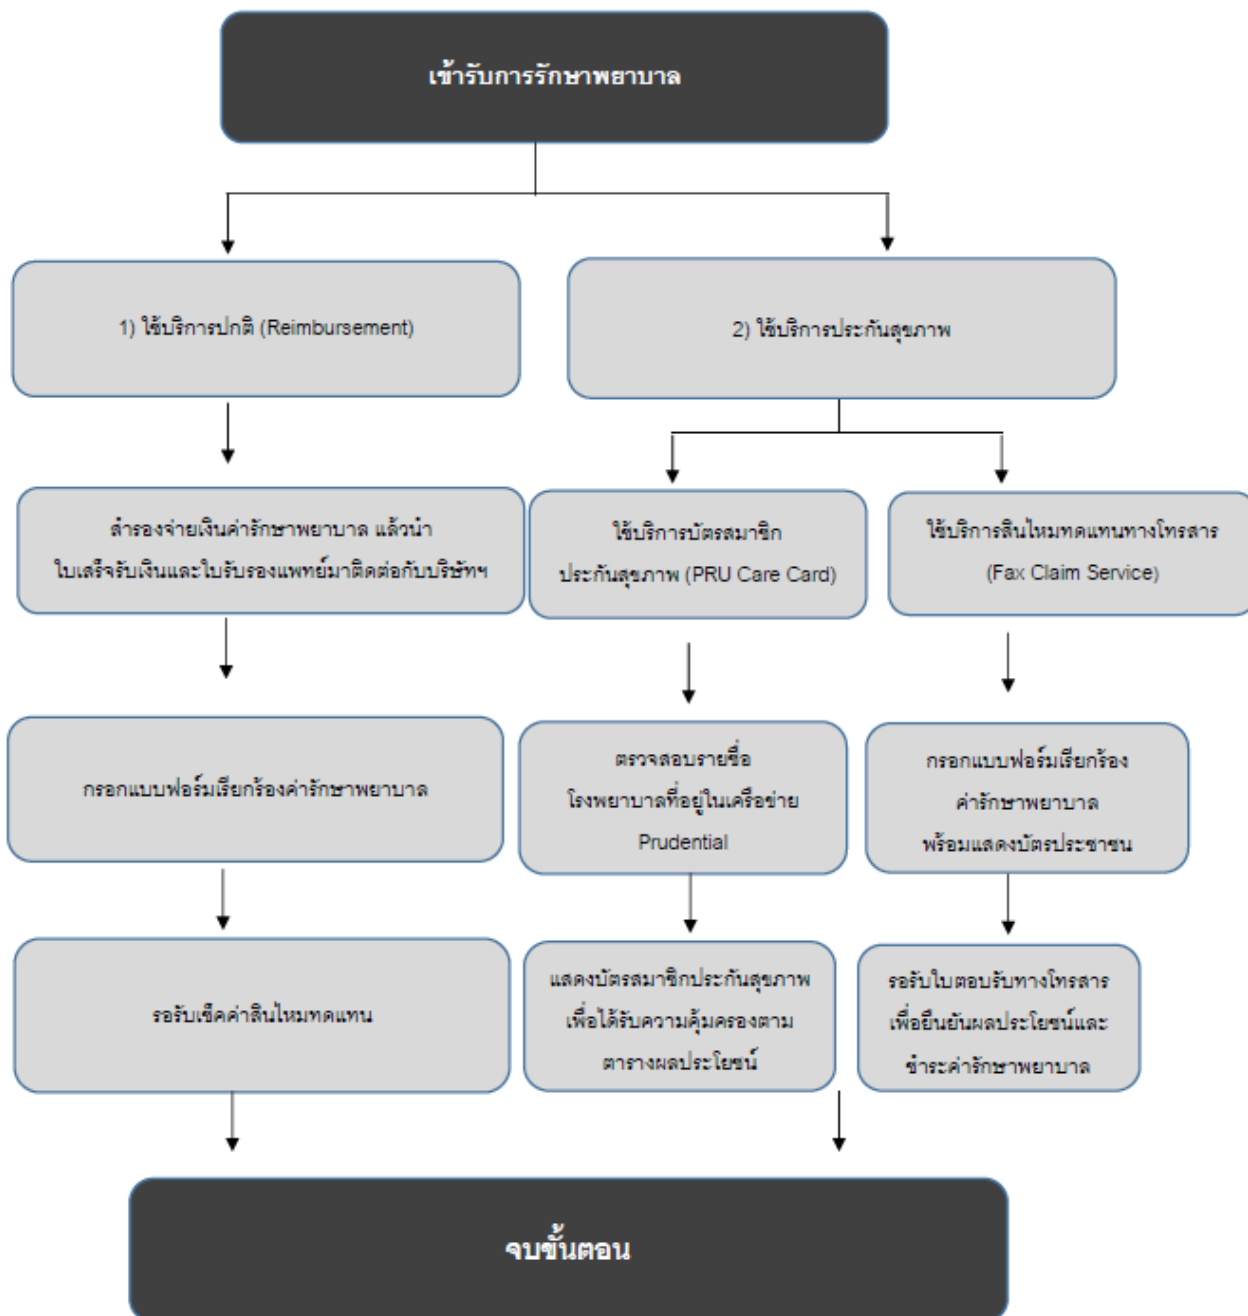 เข้ารับการรักษาพยาบาล
1) ใช้บริการปกติ (Reimbursement)
2) ใช้บริการประกันสุขภาพ
สำรองจ่ายเงินค่ารักษาพยาบาล แล้วนำ
ใบเสร็จรับเงินและใบรับรองแพทย์มาติดต่อกับบริษัทฯ
ใช้บริการบัตรสมาชิก
ประกันสุขภาพ (PRU Care Card)
ใช้บริการสินไหมทดแทนทางโทรสาร
(Fax Claim Service)
กรอกแบบฟอร์มเรียกร้องค่ารักษาพยาบาล
ตรวจสอบรายชื่อ
โรงพยาบาลที่อยู่ในเครือข่าย
Prudential
กรอกแบบฟอร์มเรียกร้อง
ค่ารักษาพยาบาล
พร้อมแสดงบัตรประชาชน
รอรับเช็คค่าสินไหมทดแทน
แสดงบัตรสมาชิกประกันสุขภาพ
เพื่อได้รับความคุ้มครองตาม
ตารางผลประโยชน์
รอรับใบตอบรับทางโทรสาร
เพื่อยืนยันผลประโยชน์และ
ชำระค่ารักษาพยาบาล
จบขั้นตอน